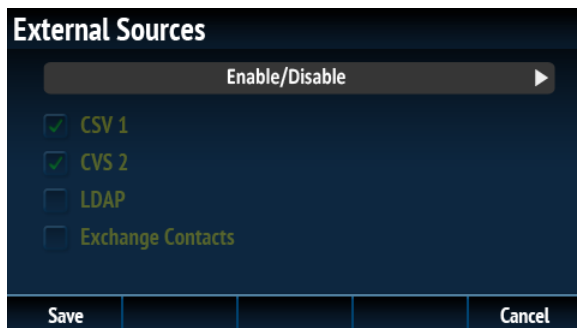 External Sources
Enable/Disable
CSV 1
CVS 2
LDAP
Exchange Contacts
Save Cancel